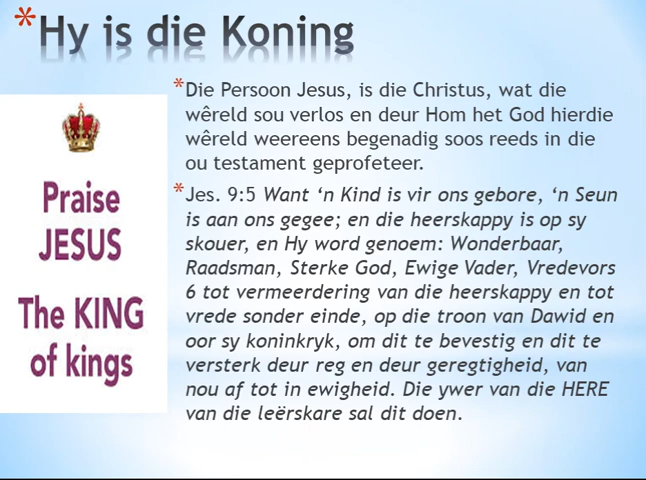 * Hy is die Koning
Praise
JESUS
The KING
of kings
* Die Persoon Jesus, is die Christus, wat die
wêreld sou verlos en deur Hom het God hierdie
wêreld weereens begenadig soos reeds in die
ou testament geprofeteer.
* Jes. 9:5 Want ‘n Kind is vir ons gebore, ‘n Seun
is aan ons gegee; en die heerskappy is op sy
skouer, en Hy word genoem: Wonderbaar,
Raadsman, Sterke God, Ewige Vader, Vredevors
6 tot vermeerdering van die heerskappy en tot
vrede sonder einde, op die troon van Dawid en
oor sy koninkryk, om dit te bevestig en dit te
versterk deur reg en deur geregtigheid, van
nou af tot in ewigheid. Die ywer van die HERE
van die leërskare sal dit doen.